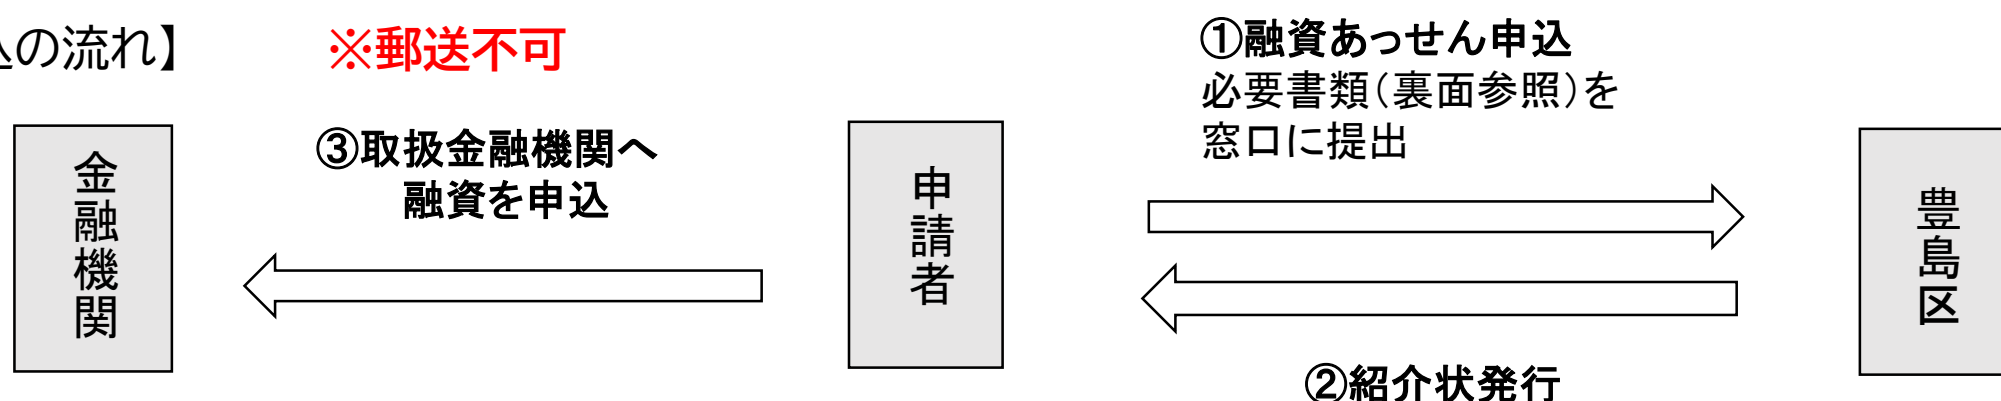 込の流れ】
※郵送不可
①融資あっせん申込
必要書類(裏面参照)を
窓口に提出
③取扱金融機関へ
融資を申込
金融機関
申請者
豊島区
②紹介状発行